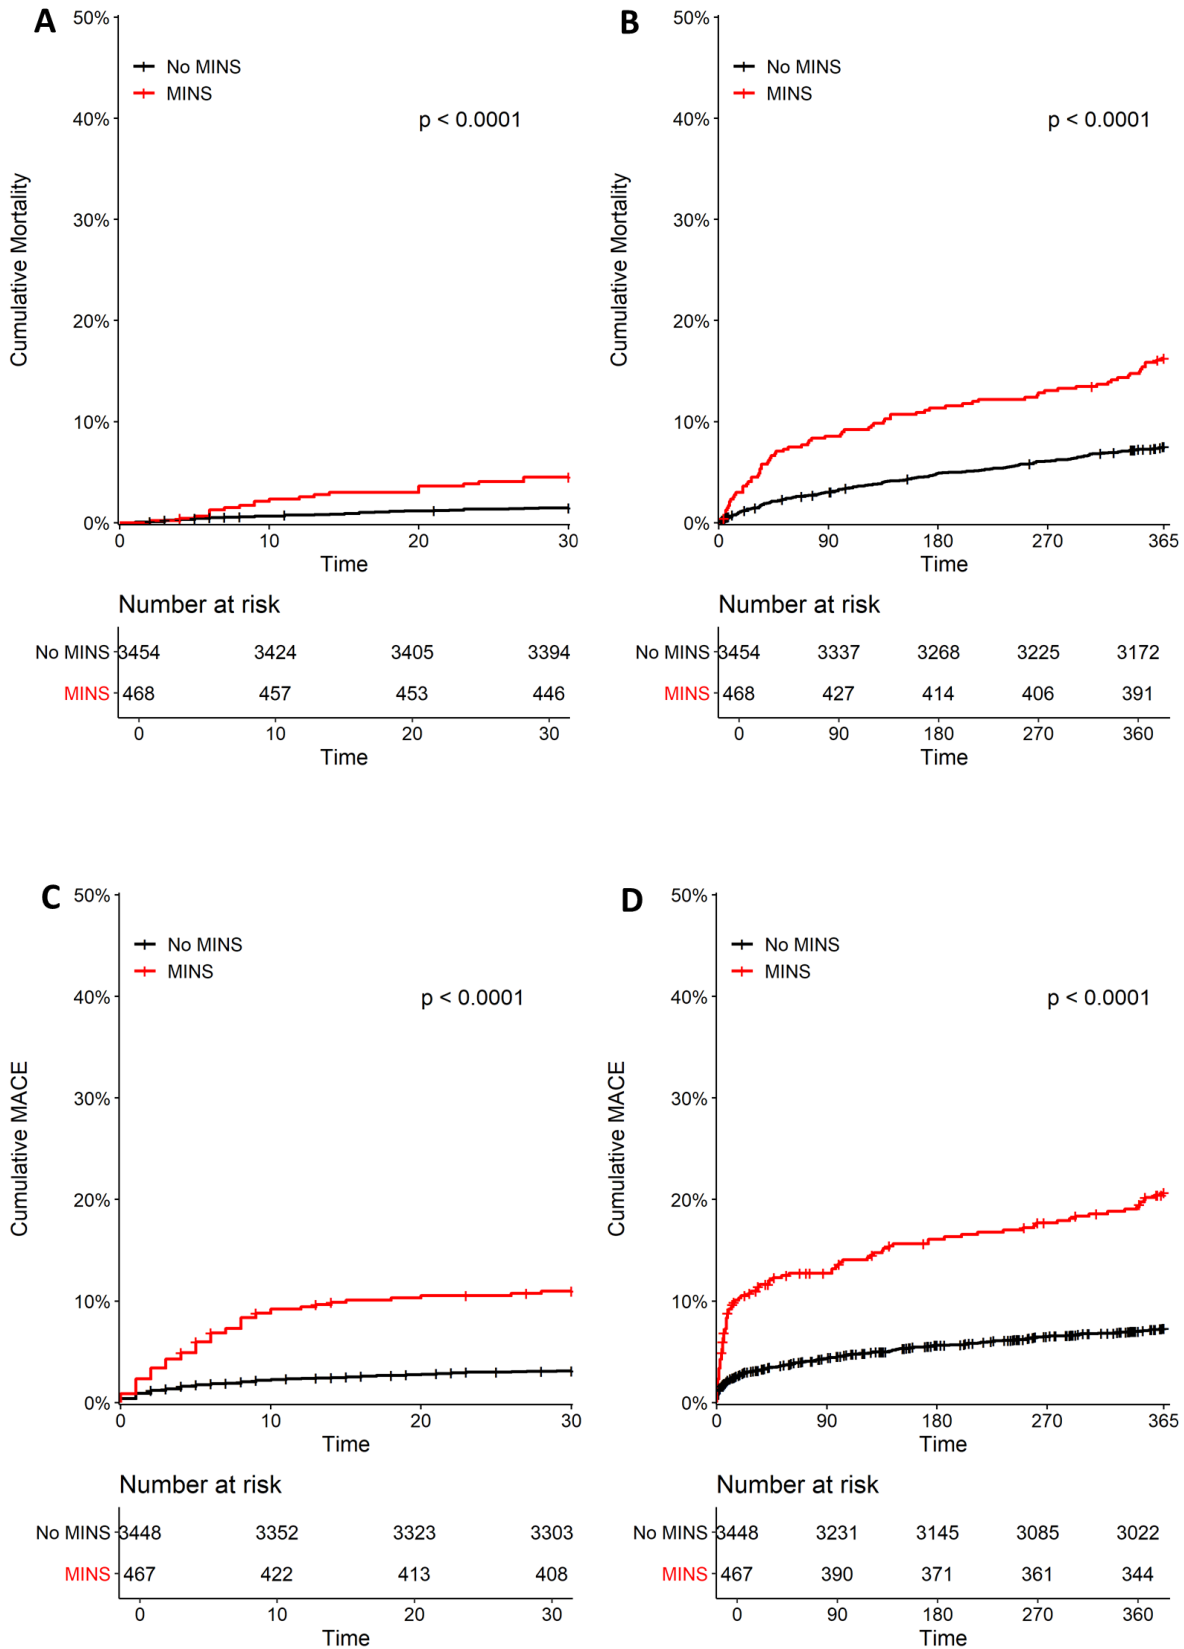 A
50%
40%
30%
20%
10%
0%
Cumulative Mortality
No MINS
MINS
p < 0.0001
0 10 20 30
Time
Number at risk
No MINS 3454 3424 3405 3394
MINS 468 457 453 446
0 10 20 30
Time
B
50%
40%
30%
20%
10%
0%
Cumulative Mortality
No MINS
MINS
p < 0.0001
0 90 180 270 365
Time
Number at risk
No MINS 3454 3337 3268 3225 3172
MINS 468 427 414 406 391
0 90 180 270 360
Time
C
50%
40%
30%
20%
10%
0%
Cumulative MACE
No MINS
MINS
p < 0.0001
0 10 20 30
Time
Number at risk
No MINS 3448 3352 3323 3303
MINS 467 422 413 408
0 10 20 30
Time
D
50%
40%
30%
20%
10%
0%
Cumulative MACE
No MINS
MINS
p < 0.0001
0 90 180 270 365
Time
Number at risk
No MINS 3448 3231 3145 3085 3022
MINS 467 390 371 361 344
0 90 180 270 360
Time